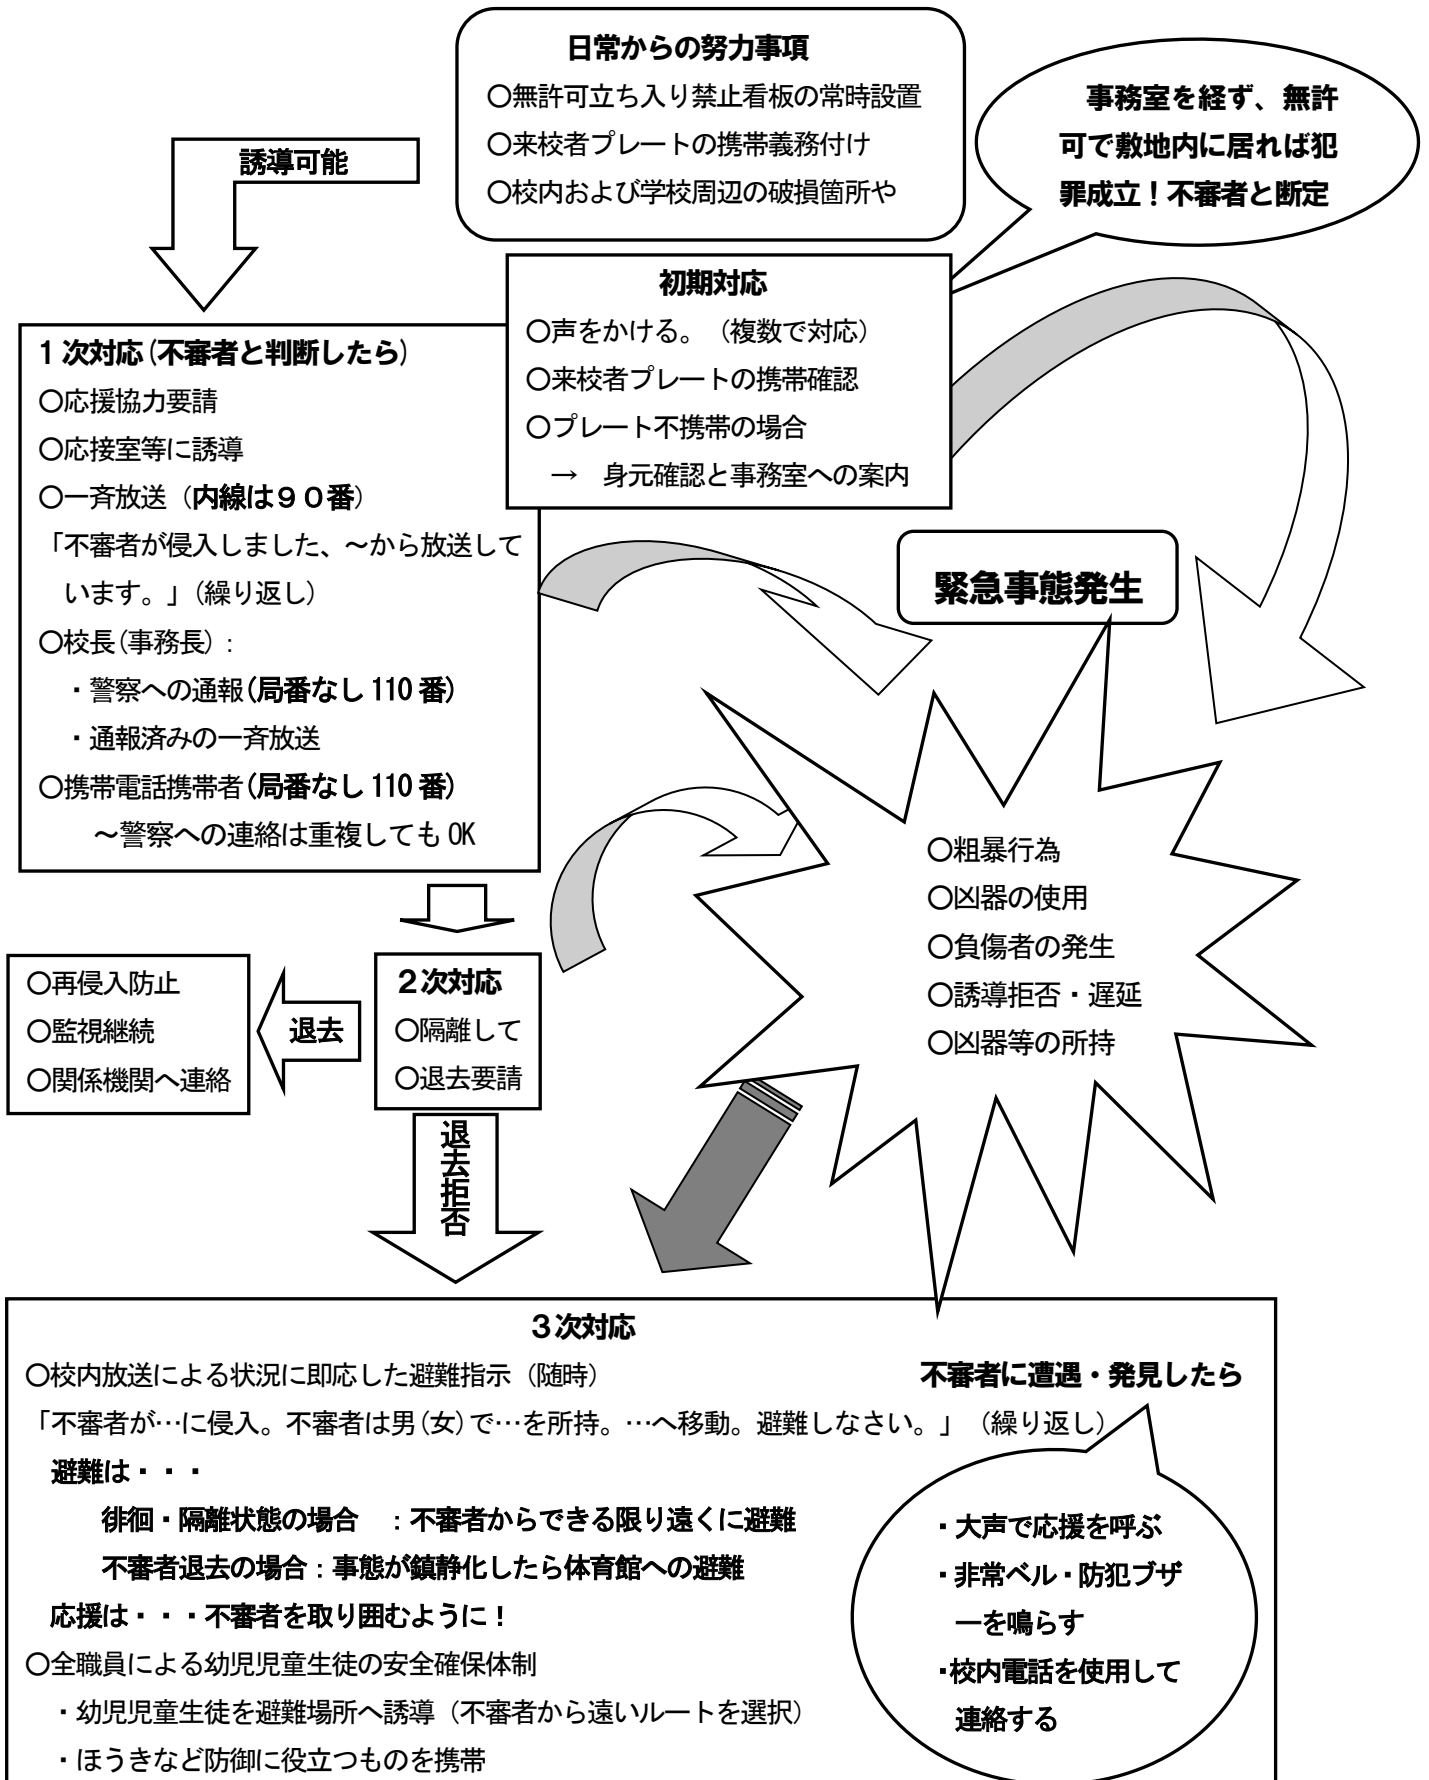 日常からの努力事項
〇無許可立ち入り禁止看板の常時設置
〇来校者プレートの携帯義務付け
〇校内および学校周辺の破損箇所や
事務室を経ず、無許
可で敷地内に居れば犯
罪成立！不審者と断定
誘導可能
初期対応
〇声をかける。（複数で対応）
〇来校者プレートの携帯確認
〇プレート不携帯の場合
→　身元確認と事務室への案内
１次対応(不審者と判断したら)
〇応援協力要請
〇応接室等に誘導
〇一斉放送（内線は９０番）
「不審者が侵入しました、～から放送して
います。」（繰り返し）
〇校長(事務長)：
・警察への通報(局番なし110番)
・通報済みの一斉放送
〇携帯電話携帯者(局番なし110番)
～警察への連絡は重複してもOK
緊急事態発生
〇粗暴行為
〇凶器の使用
〇負傷者の発生
〇誘導拒否・遅延
〇凶器等の所持
２次対応
〇隔離して
〇退去要請
退去
〇再侵入防止
〇監視継続
〇関係機関へ連絡
退去拒否
３次対応
〇校内放送による状況に即応した避難指示（随時）
「不審者が…に侵入。不審者は男(女)で…を所持。…へ移動。避難しなさい。」（繰り返し）
避難は・・・
徘徊・隔離状態の場合　：不審者からできる限り遠くに避難
不審者退去の場合：事態が鎮静化したら体育館への避難
応援は・・・不審者を取り囲むように！
〇全職員による幼児児童生徒の安全確保体制
・幼児児童生徒を避難場所へ誘導（不審者から遠いルートを選択）
・ほうきなど防御に役立つものを携帯
不審者に遭遇・発見したら
・大声で応援を呼ぶ
・非常ベル・防犯ブザ
ーを鳴らす
・校内電話を使用して
連絡する